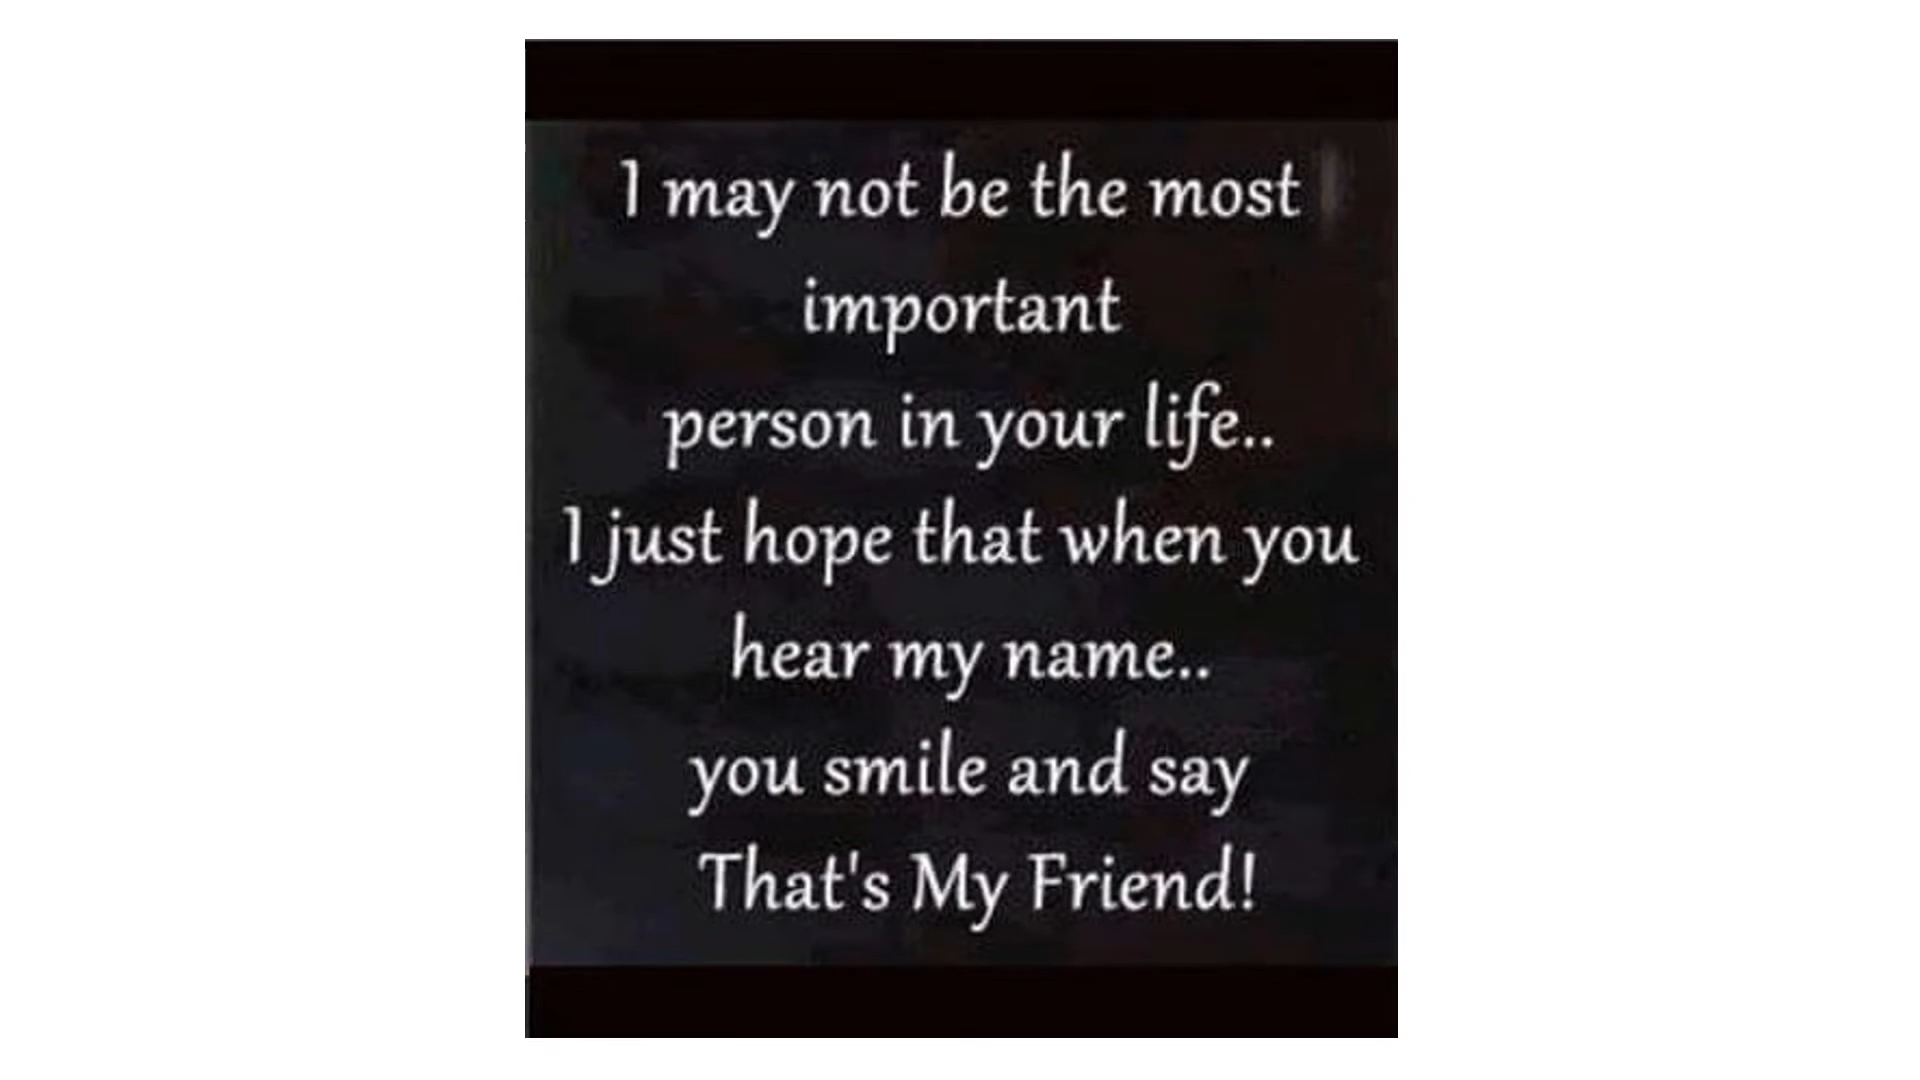 I may not be the most
important
person in your life..
I just hope that when you
hear my name..
you smile and say
That's My Friend!